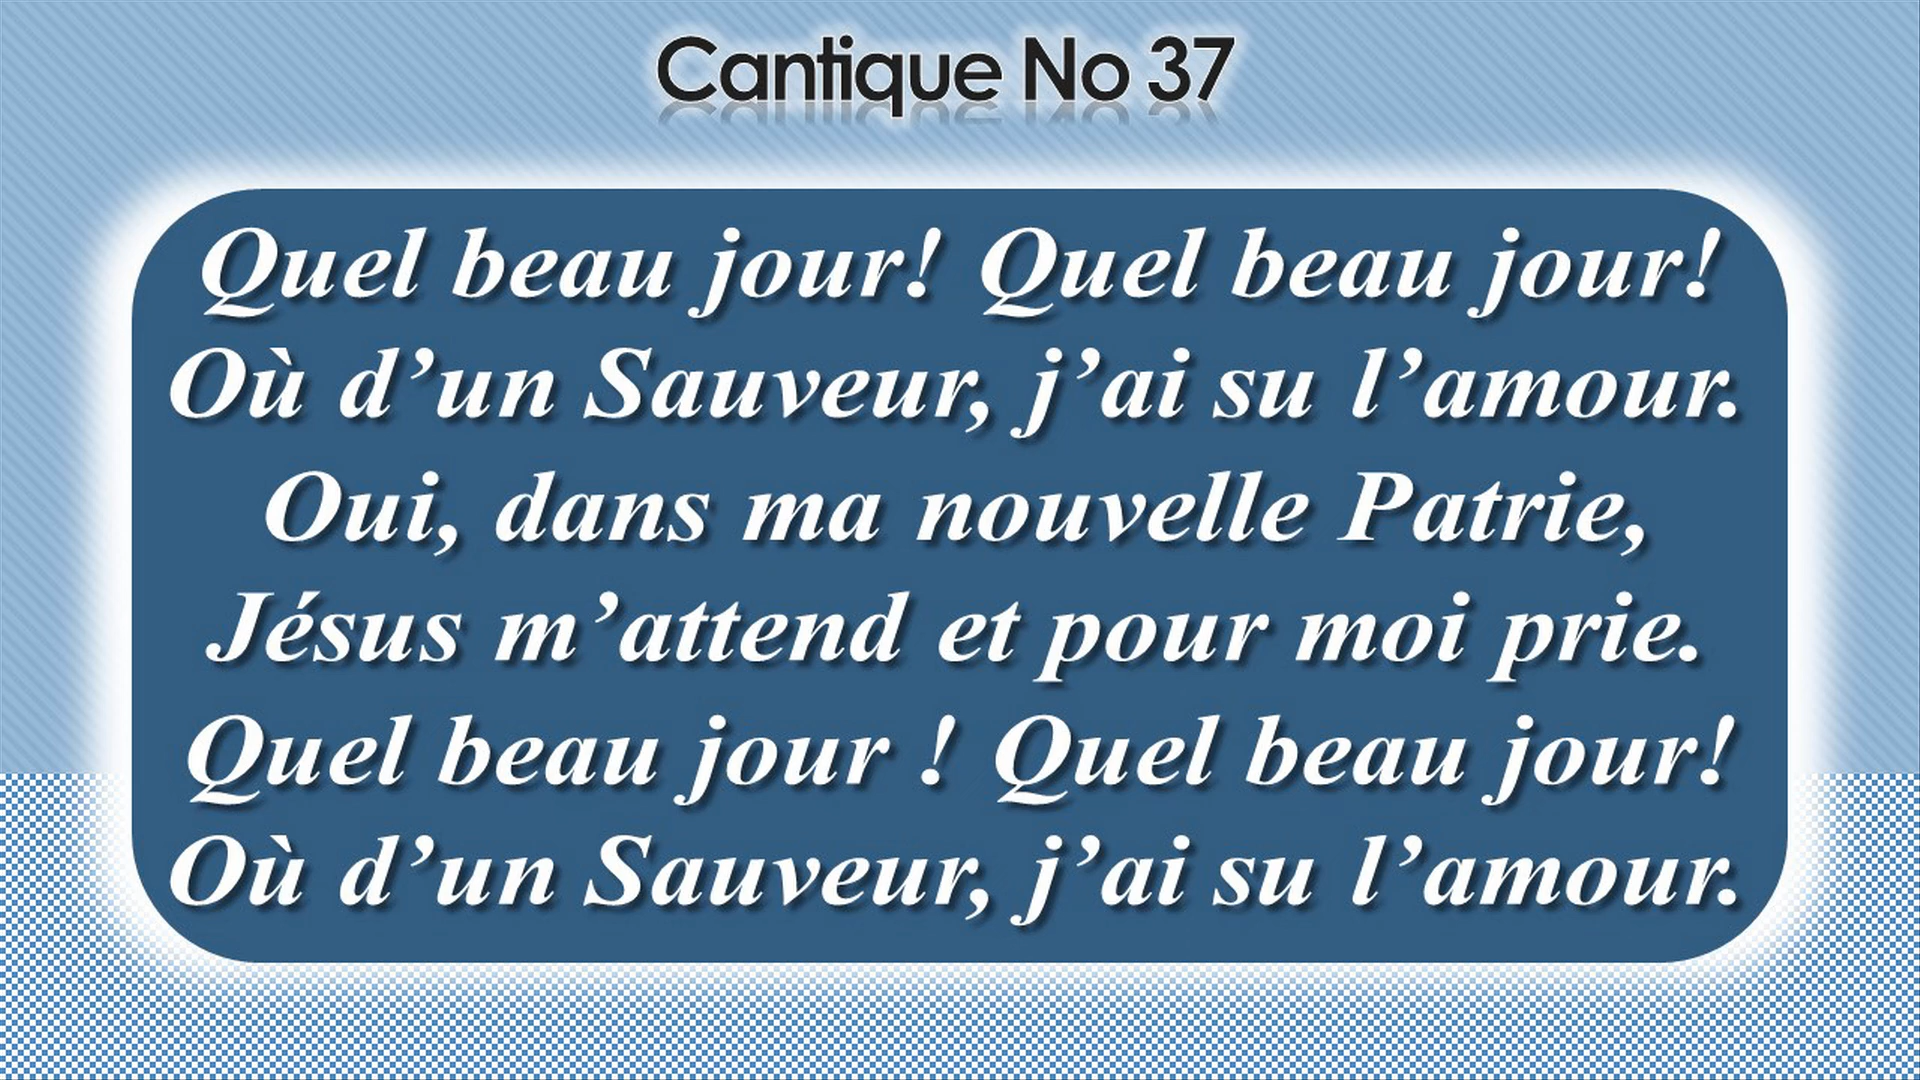 Cantique No 37
Quel beau jour! Quel beau jour!
Où d’un Sauveur, j’ai su l’amour.
Oui, dans ma nouvelle Patrie,
Jésus m’attend et pour moi prie.
Quel beau jour ! Quel beau jour!
Où d’un Sauveur, j’ai su l’amour.